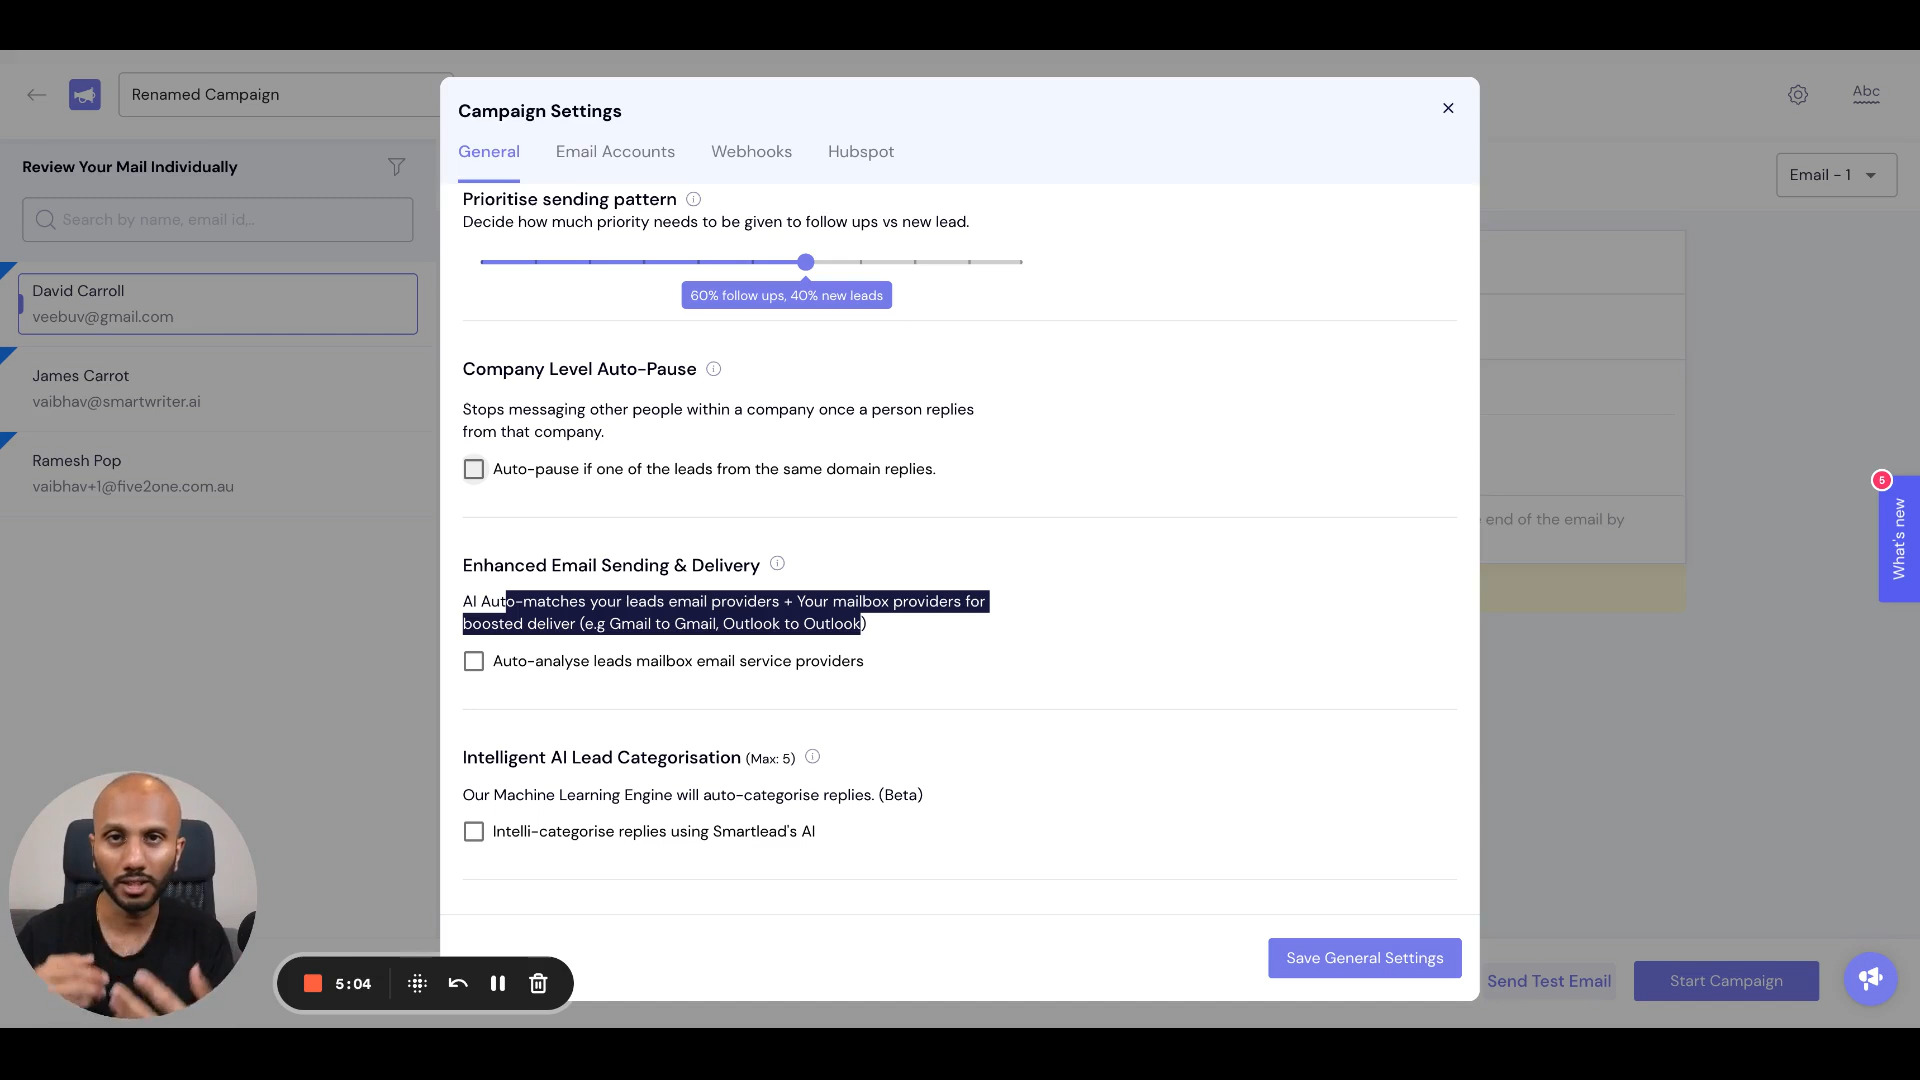 Renamed Campaign
Abc
Review Your Mail Individually
Search by name, email id...
David Carroll
veebuv@gmail.com
James Carrot
vaibhav@smartwriter.ai
Ramesh Pop
vaibhav+1@five2one.com.au
Campaign Settings
General Email Accounts Webhooks Hubspot
Prioritise sending pattern
Decide how much priority needs to be given to follow ups vs new lead.
60% follow ups, 40% new leads
Company Level Auto-Pause
Stops messaging other people within a company once a person replies
from that company.
Auto-pause if one of the leads from the same domain replies.
Enhanced Email Sending & Delivery
AI Auto-matches your leads email providers + Your mailbox providers for
boosted deliver (e.g Gmail to Gmail, Outlook to Outlook)
Auto-analyse leads mailbox email service providers
Intelligent AI Lead Categorisation (Max: 5)
Our Machine Learning Engine will auto-categorise replies. (Beta)
Intelli-categorise replies using Smartlead's AI
Save General Settings
Email - 1
end of the email by
5
What's new
Send Test Email
Start Campaign
5:04